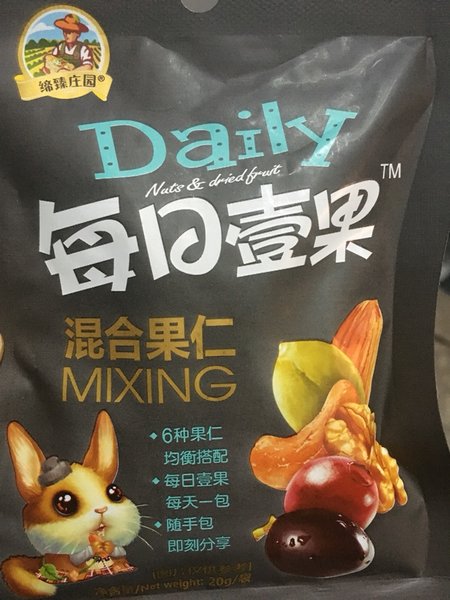 缔臻庄园®
Daily
Nuts & dried fruit
每日壹果™
混合果仁
MIXING
◆6种果仁
均衡搭配
◆每日壹果
每天一包
◆随手包
即刻分享
净含量/Net weight: 20g/袋